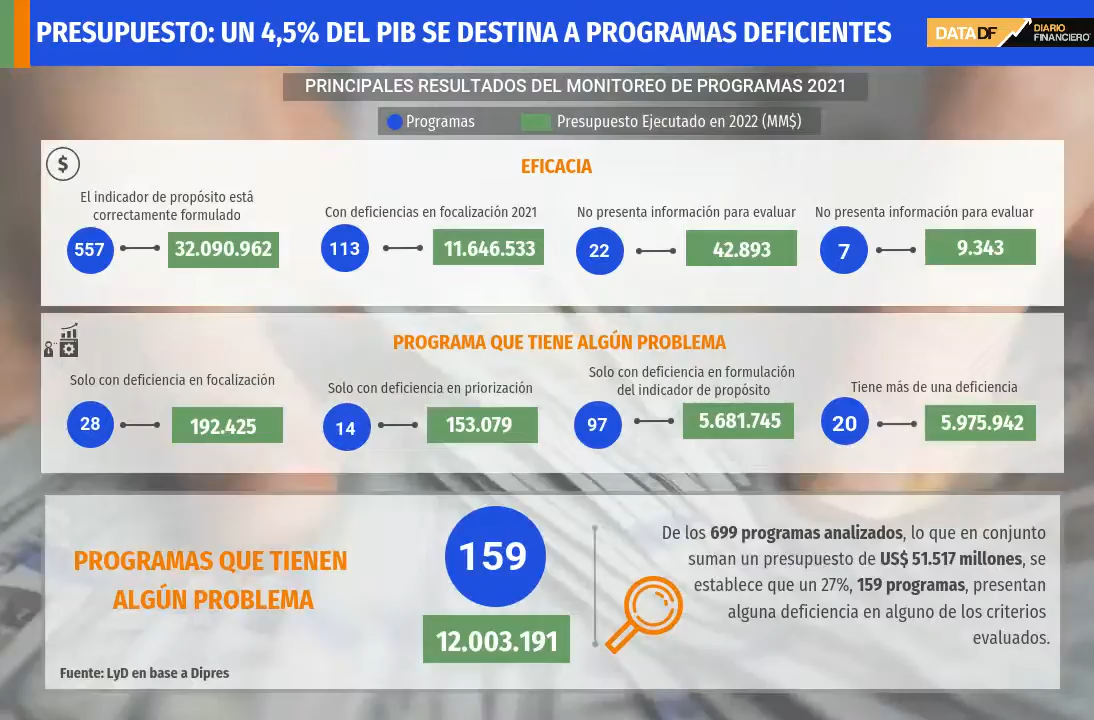 PRESUPUESTO: UN 4,5% DEL PIB SE DESTINA A PROGRAMAS DEFICIENTES
DATA DF
DIARIO
FINANCIERO
PRINCIPALES RESULTADOS DEL MONITOREO DE PROGRAMAS 2021
Programas
Presupuesto Ejecutado en 2022 (MM$)
$
EFICACIA
El indicador de propósito está
correctamente formulado
557
32.090.962
Con deficiencias en focalización 2021
113
11.646.533
No presenta información para evaluar
22
42.893
No presenta información para evaluar
7
9.343
PROGRAMA QUE TIENE ALGÚN PROBLEMA
Solo con deficiencia en focalización
28
192.425
Solo con deficiencia en priorización
14
153.079
Solo con deficiencia en formulación
del indicador de propósito
97
5.681.745
Tiene más de una deficiencia
20
5.975.942
PROGRAMAS QUE TIENEN
ALGÚN PROBLEMA
159
12.003.191
De los 699 programas analizados, lo que en conjunto
suman un presupuesto de US$ 51.517 millones, se
establece que un 27%, 159 programas, presentan
alguna deficiencia en alguno de los criterios
evaluados.
Fuente: LyD en base a Dipres